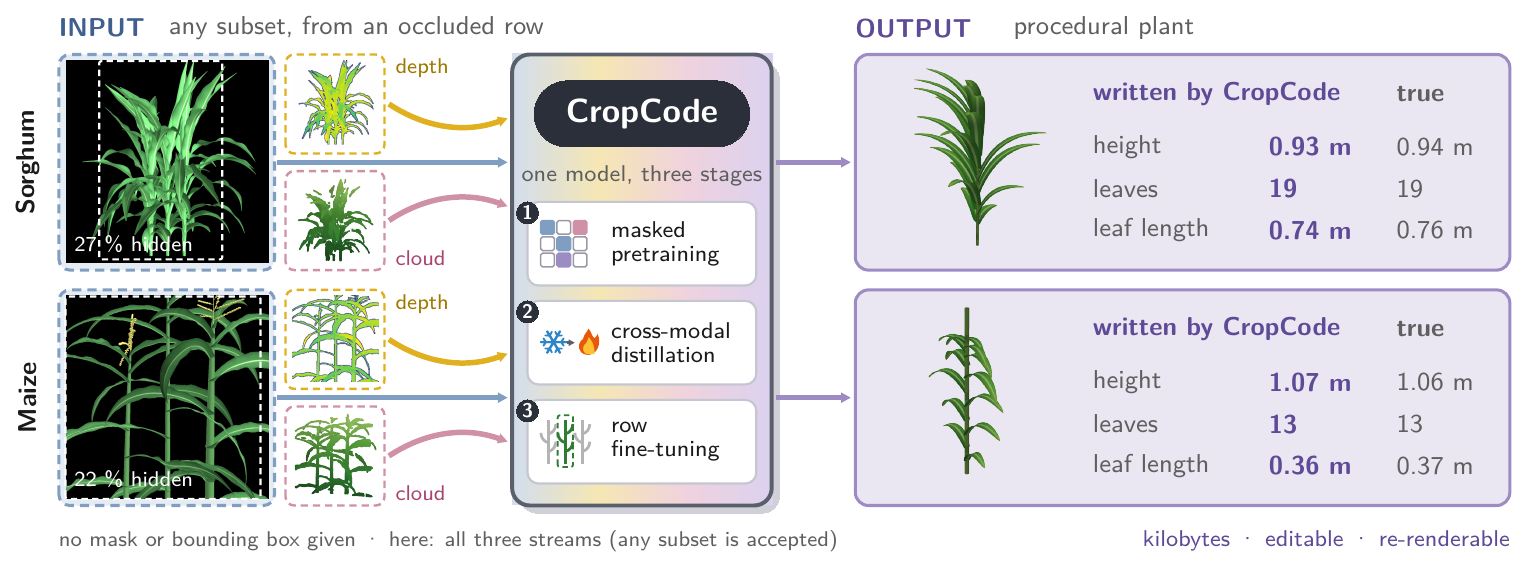 INPUT any subset, from an occluded row
OUTPUT procedural plant
Sorghum
27 % hidden
depth
cloud
Maize
22 % hidden
depth
cloud
CropCode
one model, three stages
1
masked
pretraining
2
cross-modal
distillation
3
row
fine-tuning
written by CropCode true
height 0.93 m 0.94 m
leaves 19 19
leaf length 0.74 m 0.76 m
written by CropCode true
height 1.07 m 1.06 m
leaves 13 13
leaf length 0.36 m 0.37 m
no mask or bounding box given · here: all three streams (any subset is accepted)
kilobytes · editable · re-renderable